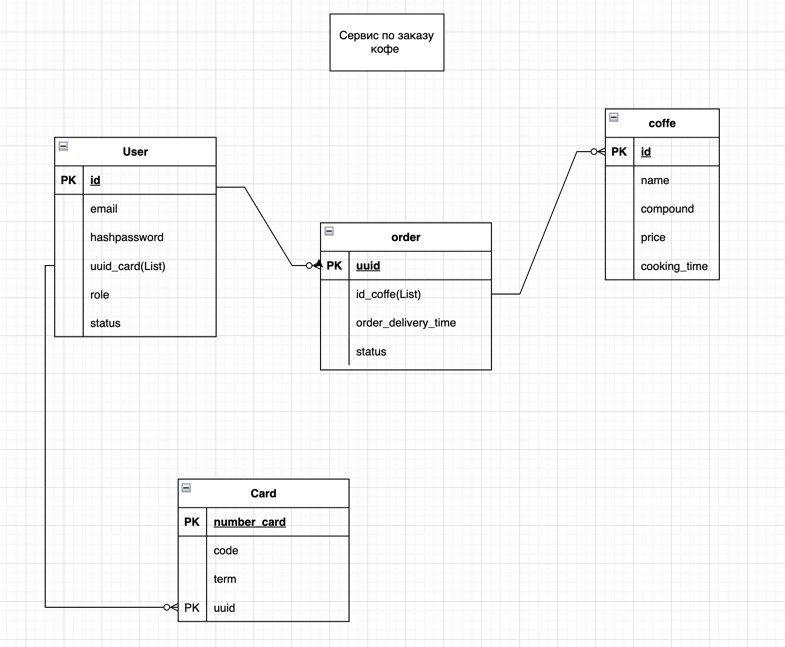 Сервис по заказу
кофе
User
PK id
email
hashpassword
uuid_card(List)
role
status
order
PK uuid
id_coffe(List)
order_delivery_time
status
coffe
PK id
name
compound
price
cooking_time
Card
PK number_card
code
term
PK uuid